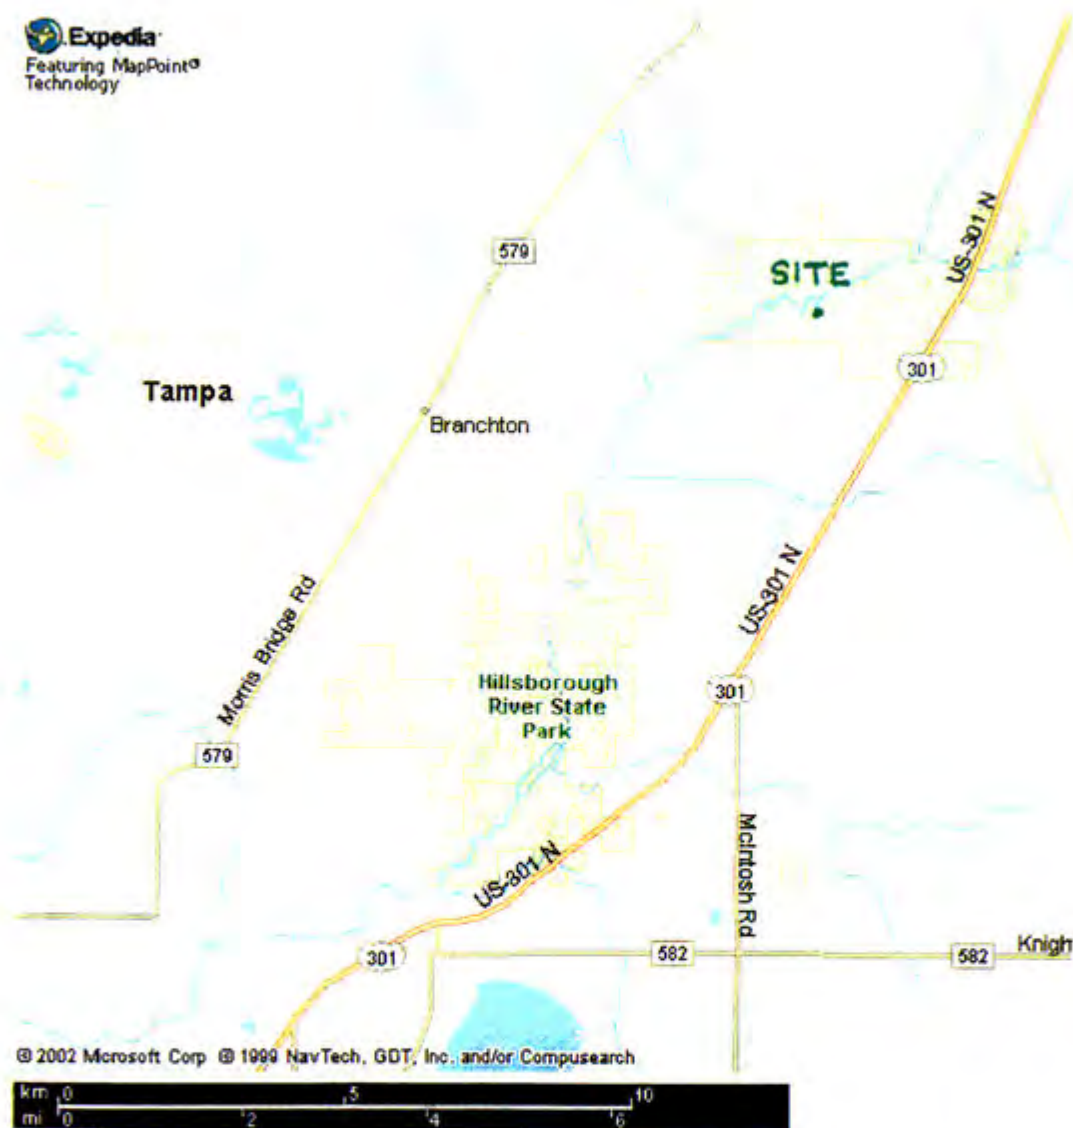 Expedia
Featuring MapPoint®
Technology
US-301 N
579
SITE
301
Tampa
Branchton
US-301 N
Morris Bridge Rd
Hillsborough
River State
Park
301
579
McIntosh Rd
US-301 N
582
582
Knigh
301
© 2002 Microsoft Corp © 1999 NavTech, GDT, Inc. and/or Compusearch
km 0 5 10
mi 0 2 4 6